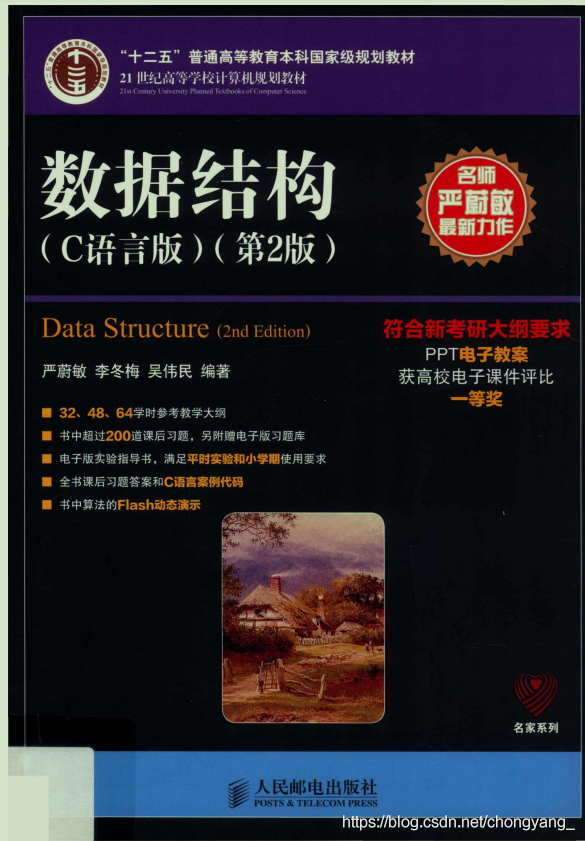 “十二五”普通高等教育本科国家级规划教材
21世纪高等学校计算机规划教材
21st Century University Planned Textbooks of Computer Science
数据结构
（C语言版）（第2版）
名师
严蔚敏
最新力作
Data Structure (2nd Edition)
符合新考研大纲要求
PPT电子教案
获高校电子课件评比
一等奖
严蔚敏 李冬梅 吴伟民 编著
32、48、64学时参考教学大纲
书中超过200道课后习题，另附赠电子版习题库
电子版实验指导书，满足平时实验和小学期使用要求
全书课后习题答案和C语言案例代码
书中算法的Flash动态演示
名家系列
人民邮电出版社
POSTS & TELECOM PRESS
https://blog.csdn.net/chongyang_